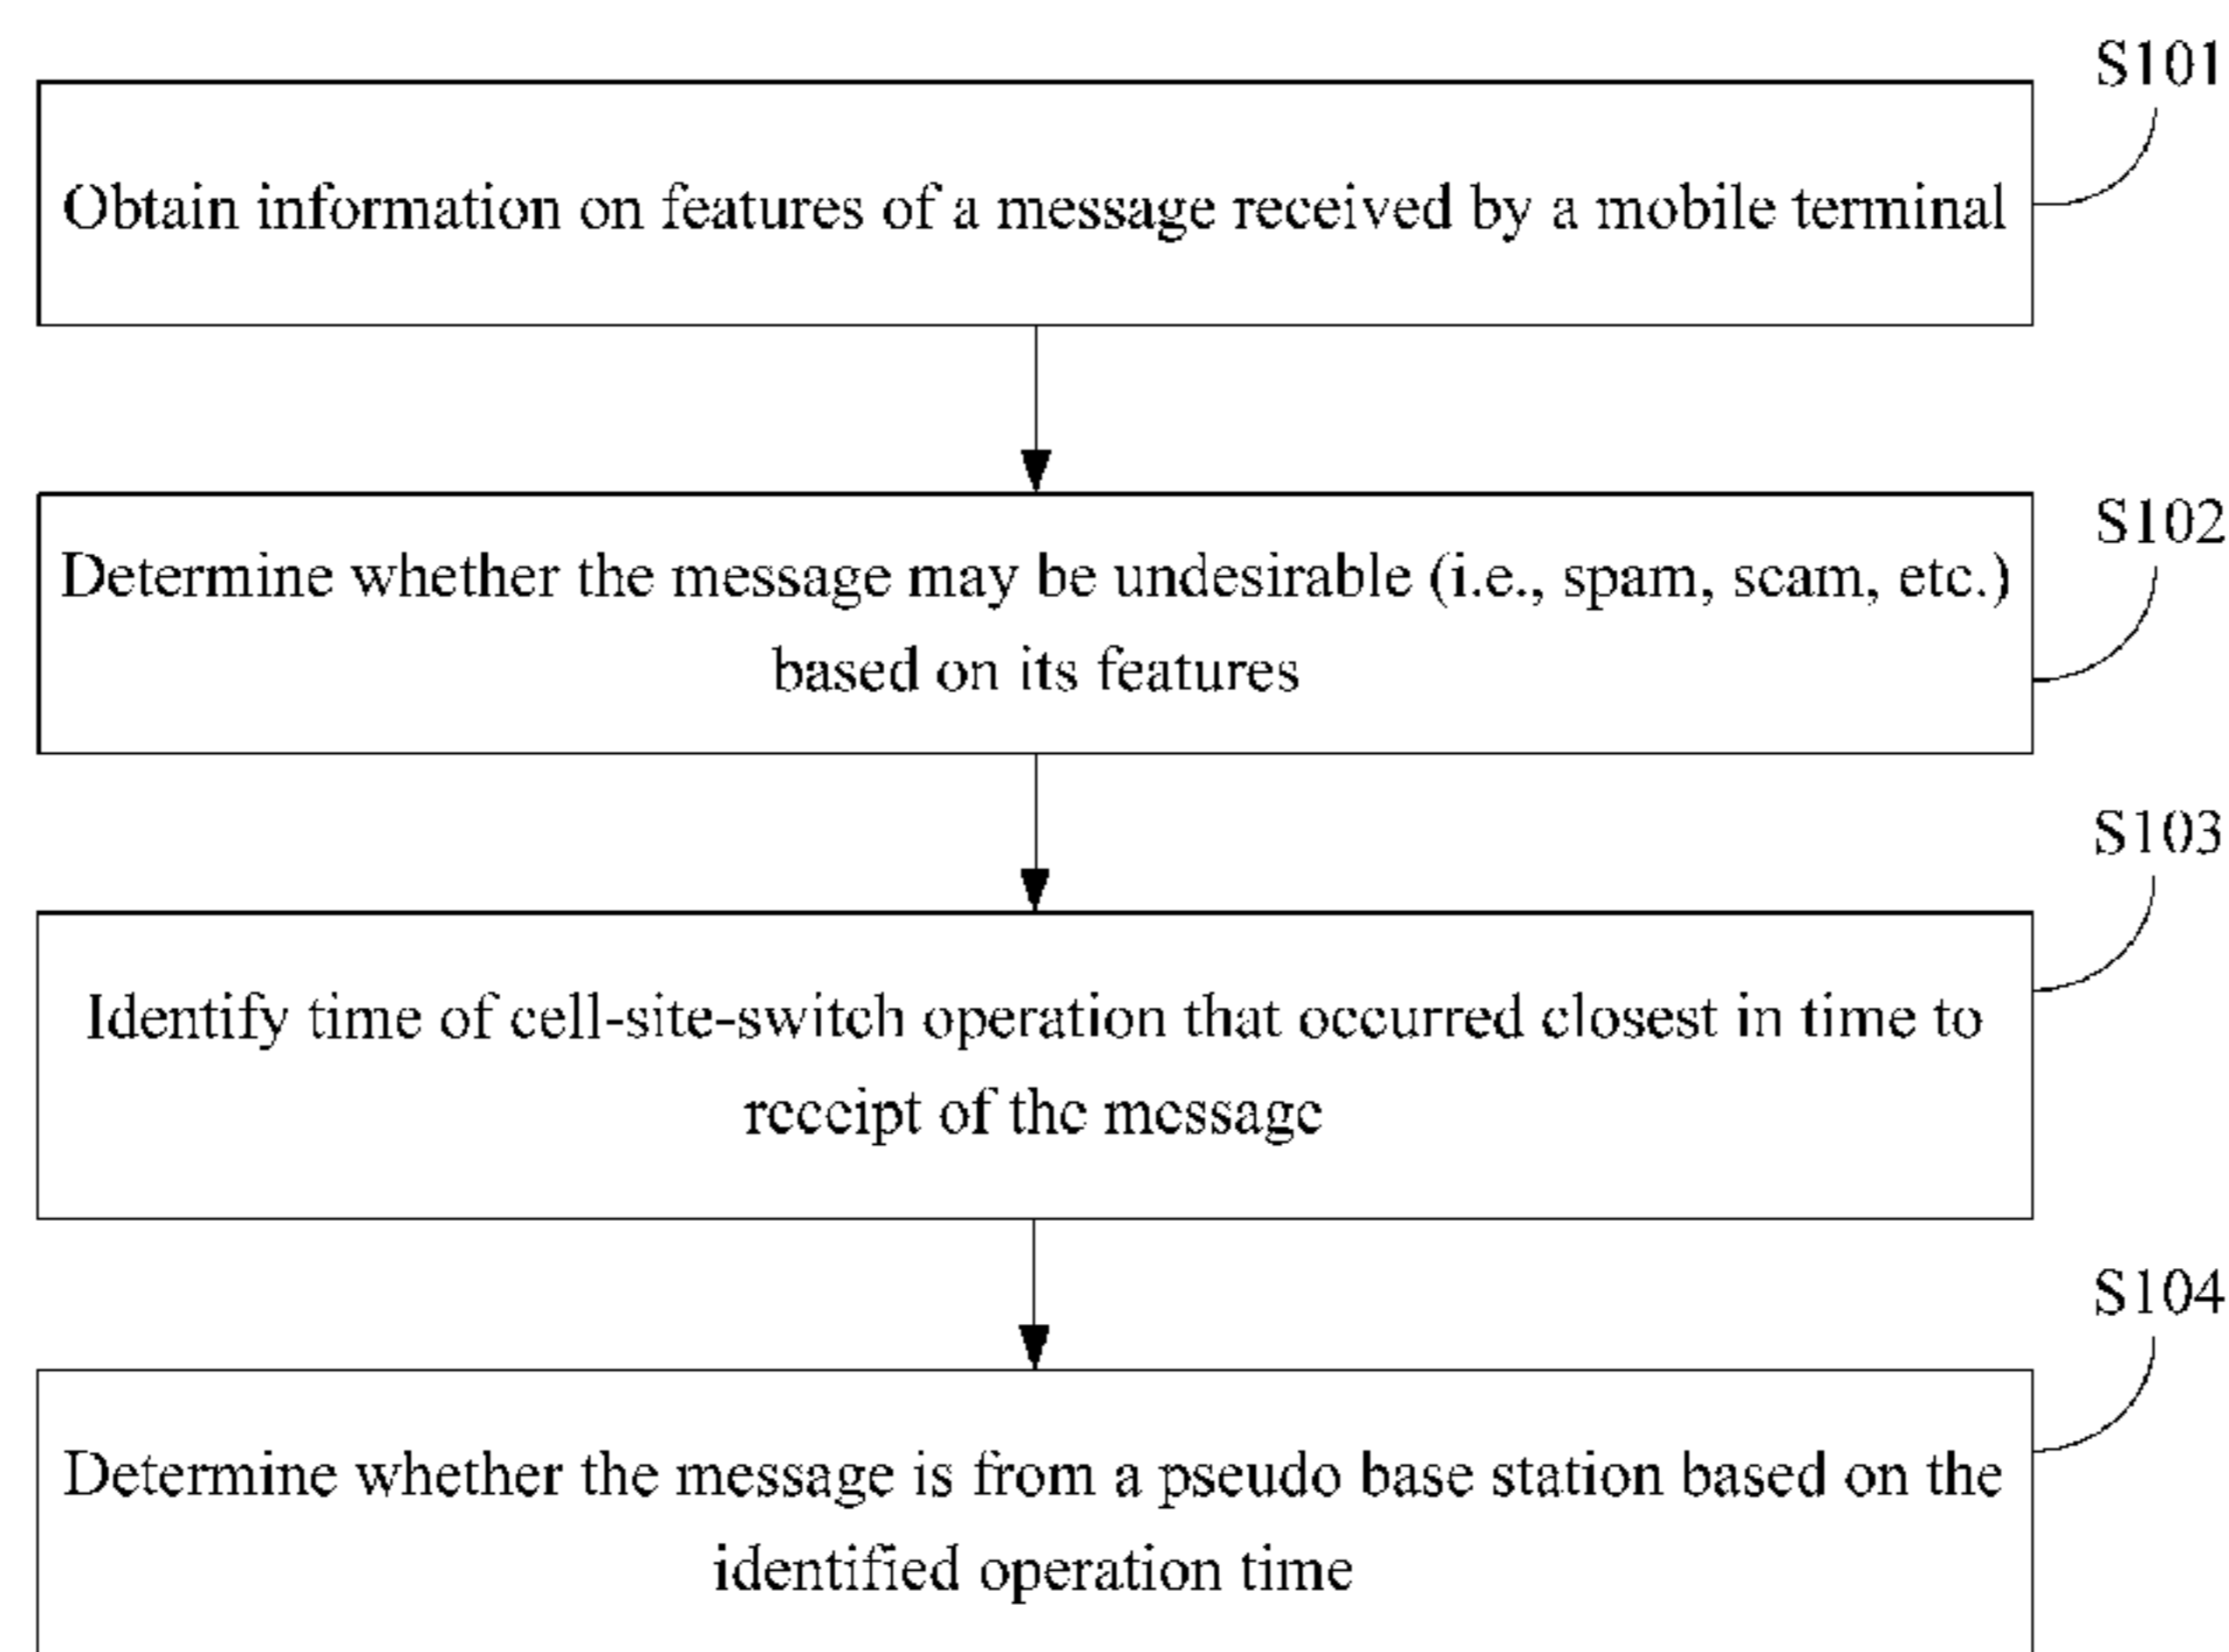 S101
Obtain information on features of a message received by a mobile terminal
S102
Determine whether the message may be undesirable (i.e., spam, scam, etc.)
based on its features
S103
Identify time of cell-site-switch operation that occurred closest in time to
receipt of the message
S104
Determine whether the message is from a pseudo base station based on the
identified operation time